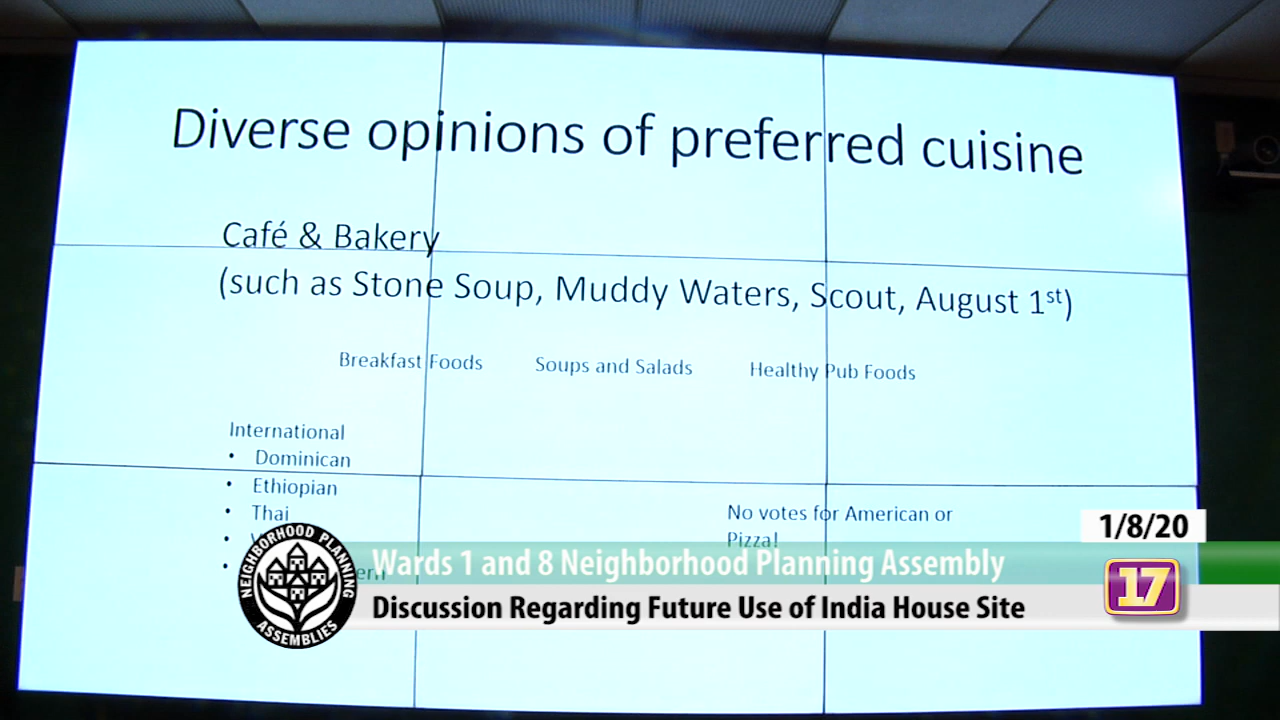 Diverse opinions of preferred cuisine
Café & Bakery
(such as Stone Soup, Muddy Waters, Scout, August 1st)
Breakfast Foods Soups and Salads Healthy Pub Foods
International
• Dominican
• Ethiopian
• Thai
No votes for American or
Pizza!
1/8/20
NEIGHBORHOOD PLANNING
ASSEMBLIES
Wards 1 and 8 Neighborhood Planning Assembly
17
Discussion Regarding Future Use of India House Site